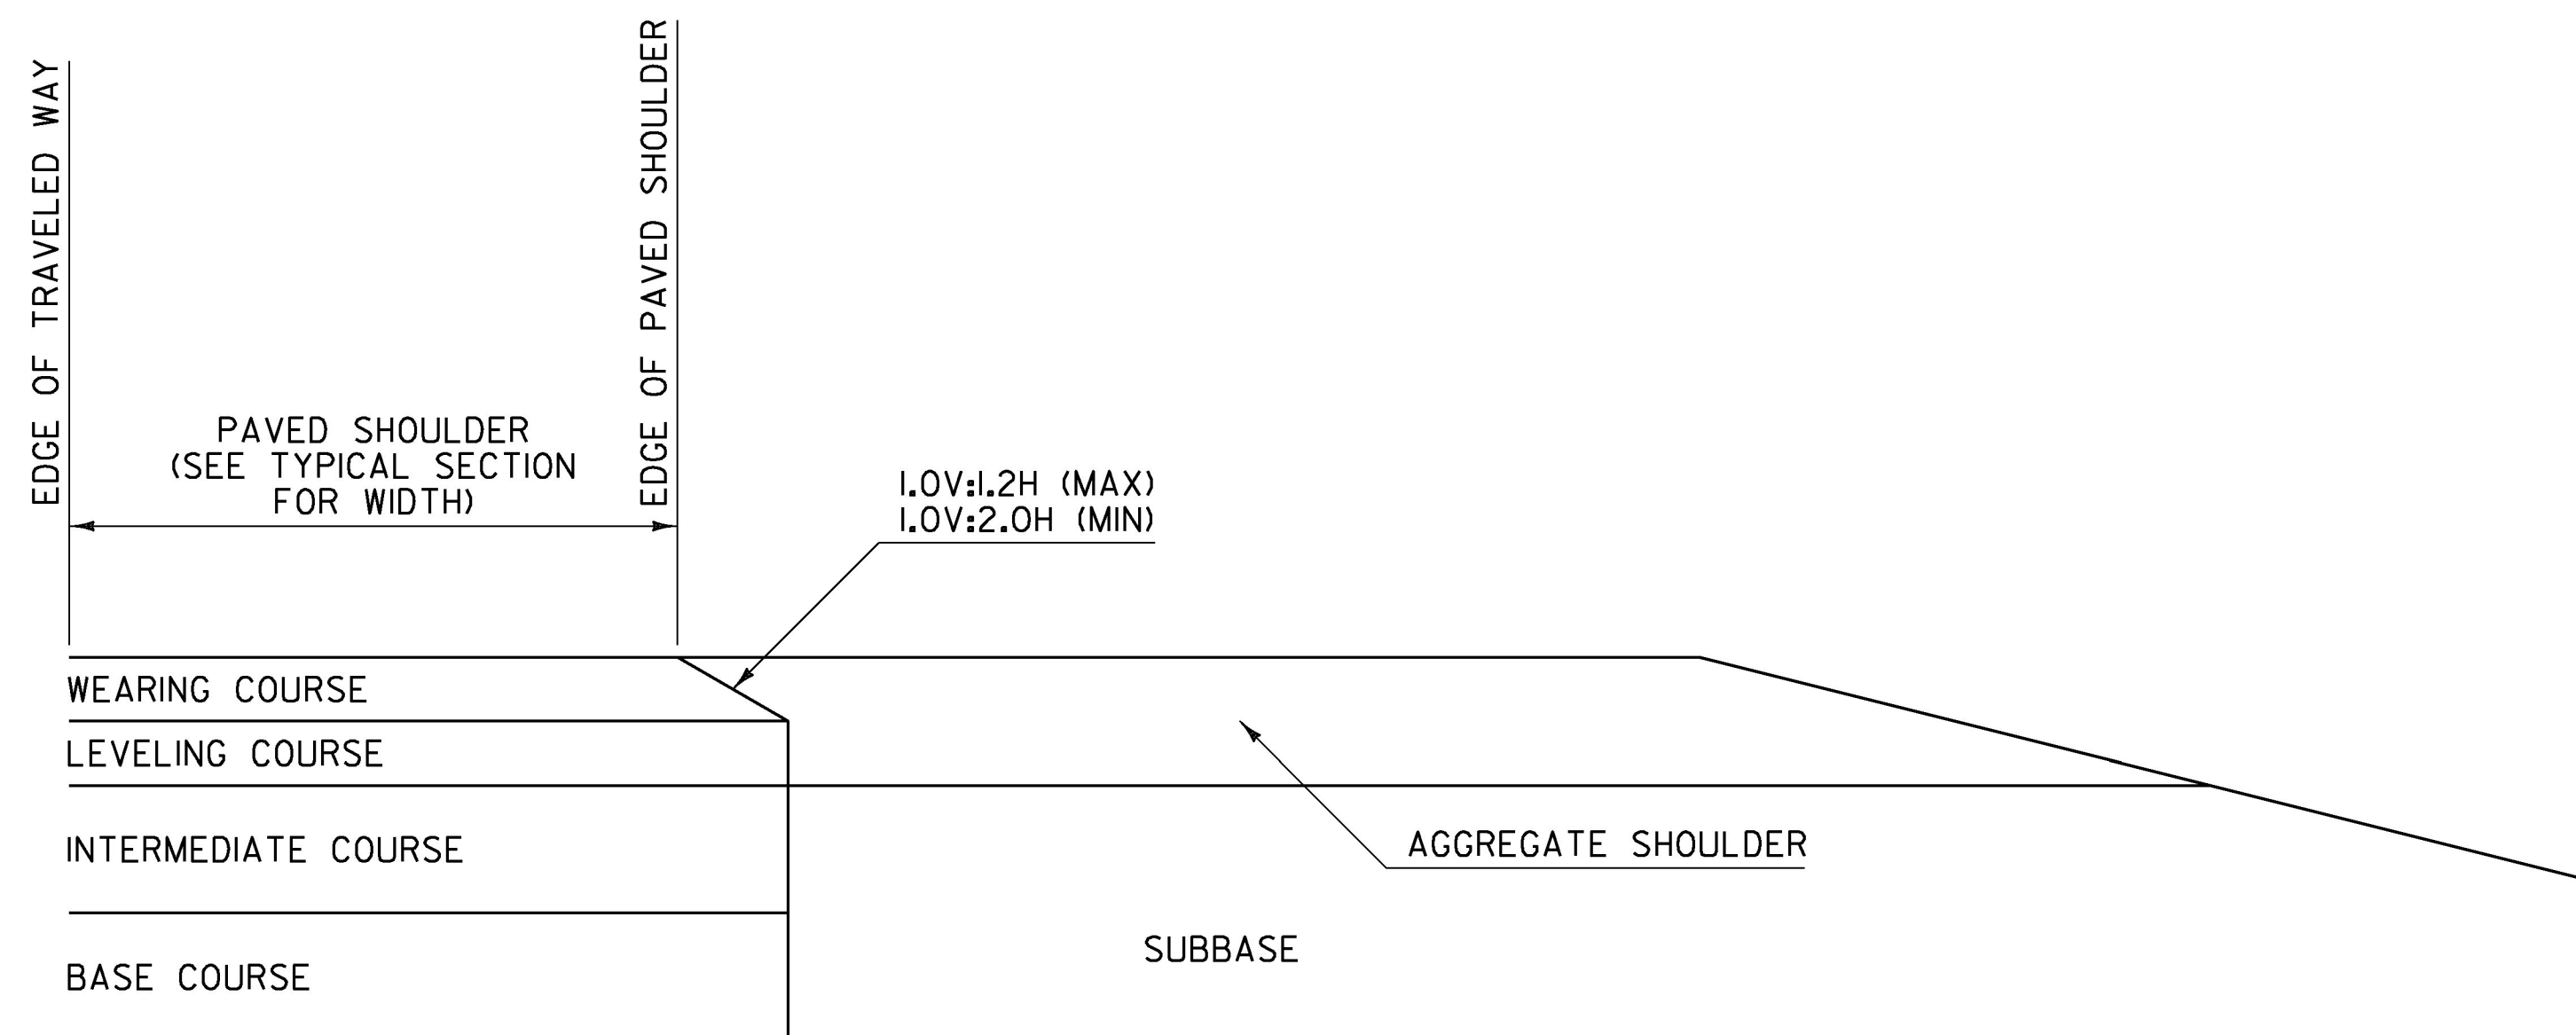 EDGE OF TRAVELED WAY
EDGE OF PAVED SHOULDER
PAVED SHOULDER
(SEE TYPICAL SECTION
FOR WIDTH)
1.0V:1.2H (MAX)
1.0V:2.0H (MIN)
WEARING COURSE
LEVELING COURSE
INTERMEDIATE COURSE
AGGREGATE SHOULDER
SUBBASE
BASE COURSE